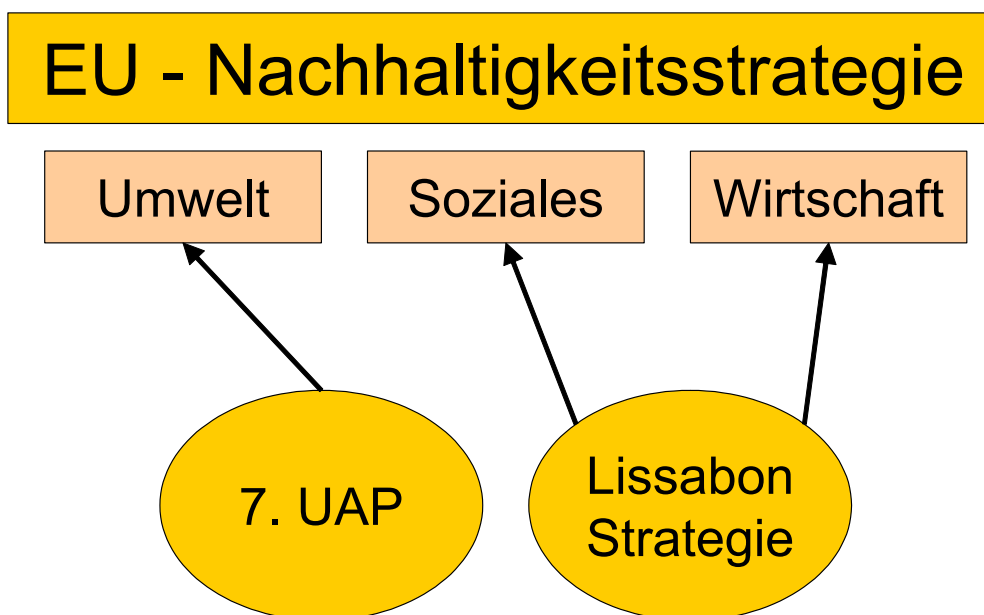 EU - Nachhaltigkeitsstrategie
Umwelt
Soziales
Wirtschaft
7. UAP
Lissabon
Strategie